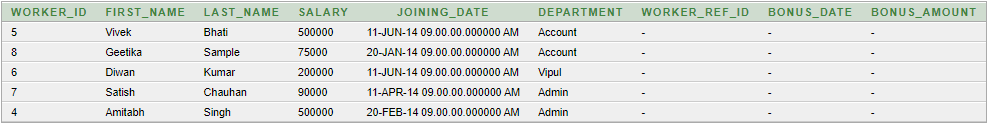 WORKER_ID FIRST_NAME LAST_NAME SALARY JOINING_DATE DEPARTMENT WORKER_REF_ID BONUS_DATE BONUS_AMOUNT
5 Vivek Bhati 500000 11-JUN-14 09.00.00.000000 AM Account - - -
8 Geetika Sample 75000 20-JAN-14 09.00.00.000000 AM Account - - -
6 Diwan Kumar 200000 11-JUN-14 09.00.00.000000 AM Vipul - - -
7 Satish Chauhan 90000 11-APR-14 09.00.00.000000 AM Admin - - -
4 Amitabh Singh 500000 20-FEB-14 09.00.00.000000 AM Admin - - -